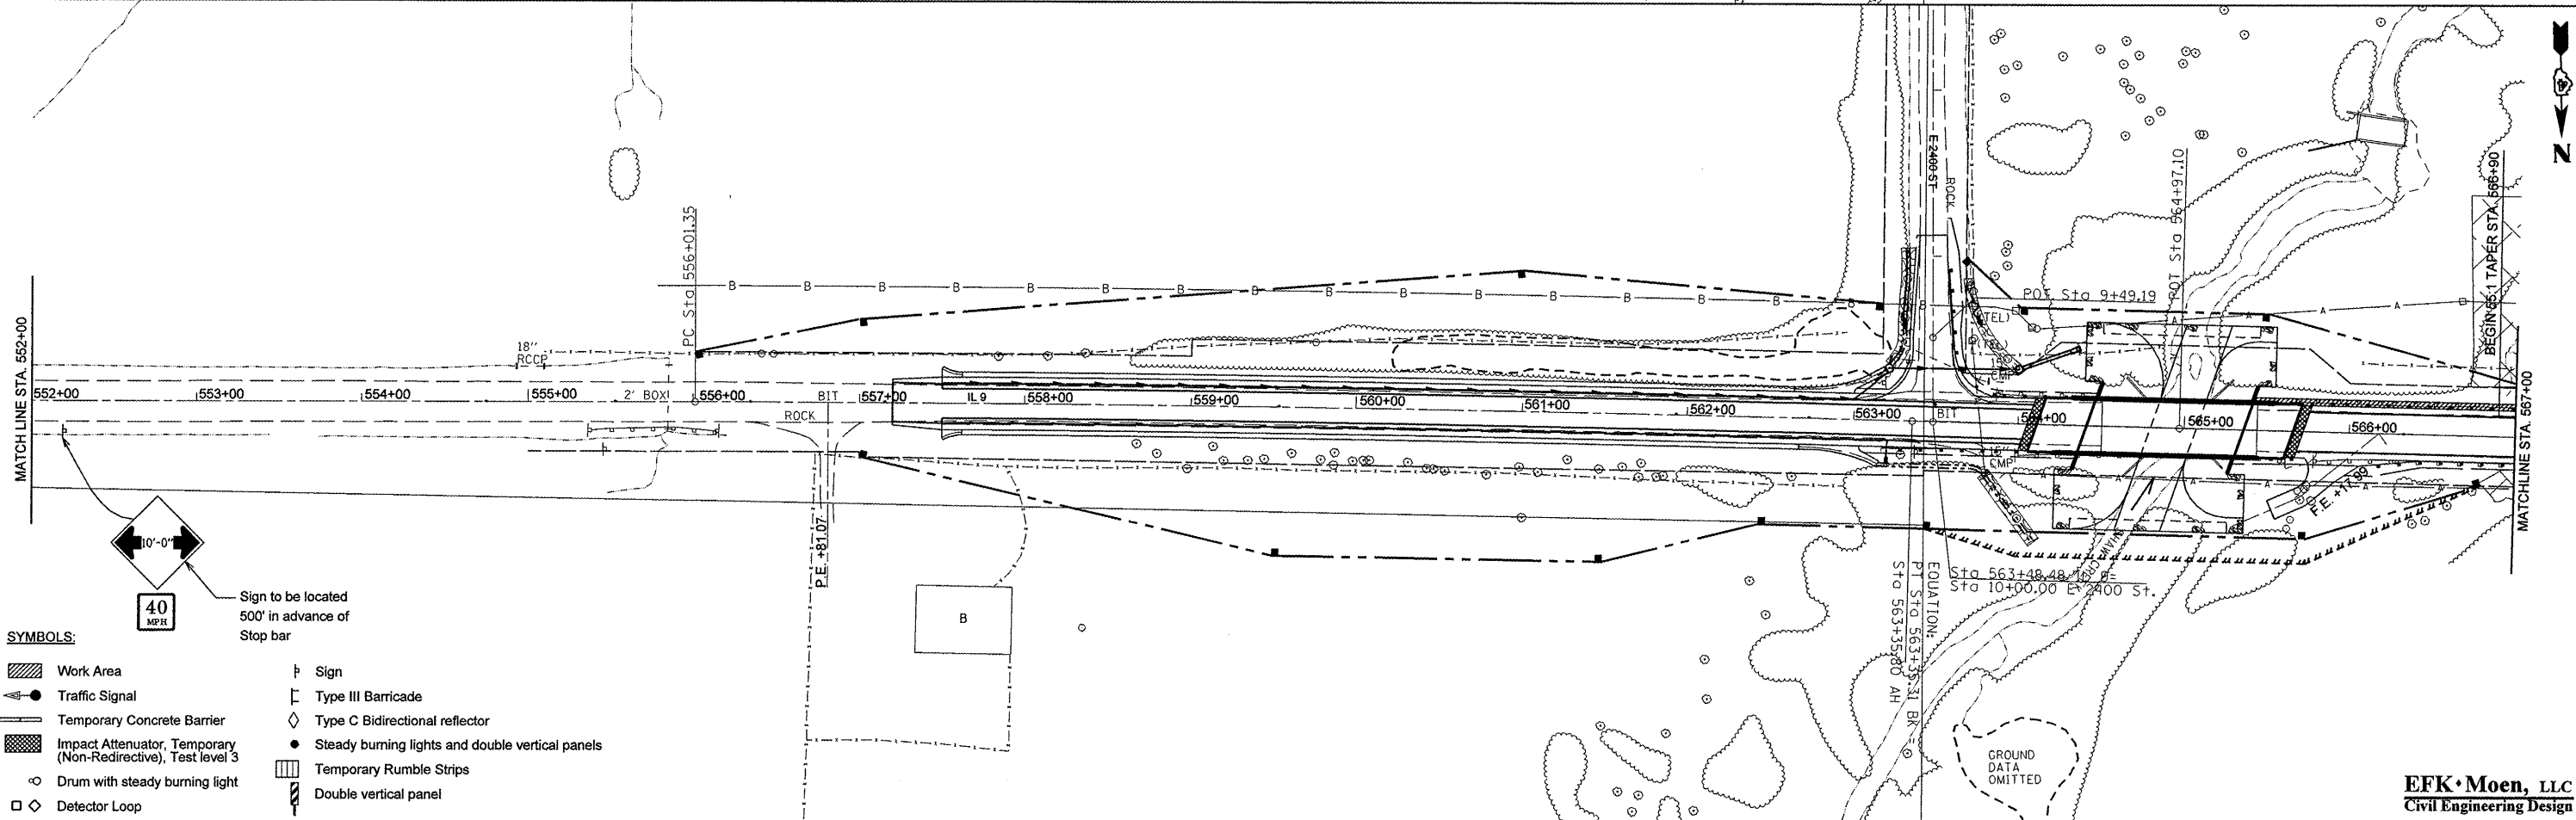 N
E 2400 ST
ROCK
PC Sta 556+01.35
POT Sta 564+97.10
BEGIN 55:1 TAPER STA. 566+90
MATCH LINE STA. 552+00
MATCHLINE STA. 567+00
B B B B B B B B B B B B B B B
POT Sta 9+49.19
A A A
(TEL)
18"
RCCP
552+00 553+00 554+00 555+00 2' BOX 556+00 BIT 557+00 IL 9 558+00 559+00 560+00 561+00 562+00 563+00 BIT 564+00 565+00 566+00
ROCK
CMP
A A A A A
P.E. +81.07
F.E. +17.99
10'-0"
40
MPH
Sign to be located
500' in advance of
Stop bar
B
Sta 563+48.48
Sta 10+00.00 E 2400 St.
EQUATION:
PT Sta 563+35.31 BK =
Sta 563+35.80 AH
GROUND
DATA
OMITTED
SYMBOLS:
Work Area
Traffic Signal
Temporary Concrete Barrier
Impact Attenuator, Temporary
(Non-Redirective), Test level 3
Drum with steady burning light
Detector Loop
Sign
Type III Barricade
Type C Bidirectional reflector
Steady burning lights and double vertical panels
Temporary Rumble Strips
Double vertical panel
EFK•Moen, LLC
Civil Engineering Design